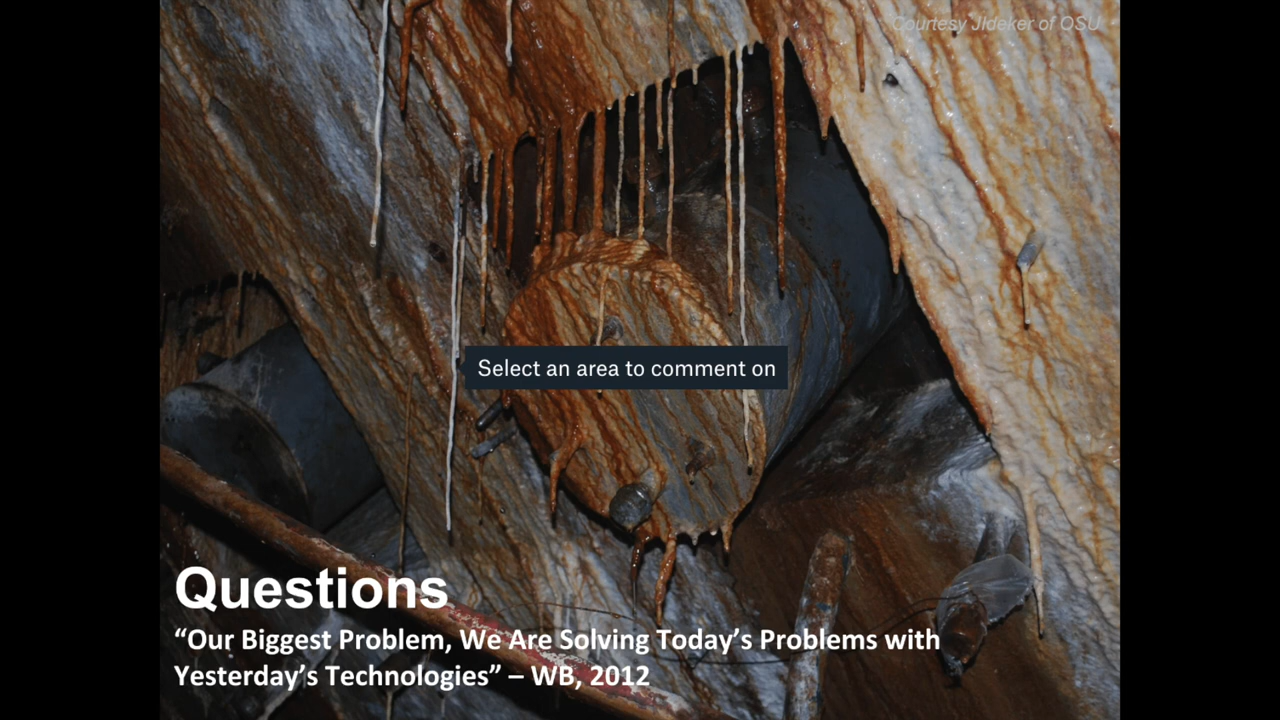 Courtesy JIdeker of OSU
Select an area to comment on
Questions
“Our Biggest Problem, We Are Solving Today’s Problems with
Yesterday’s Technologies” – WB, 2012